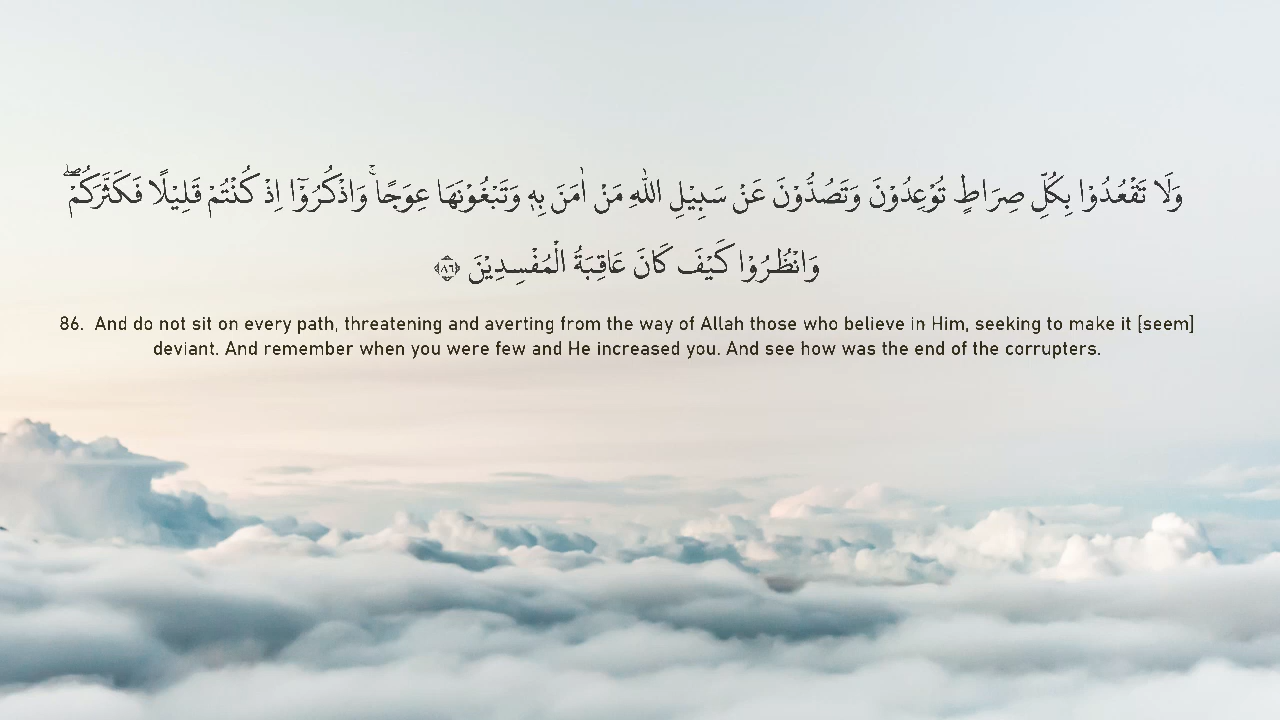 وَلَا تَقْعُدُوْا بِكُلِّ صِرَاطٍ تُوْعِدُوْنَ وَتَصُدُّوْنَ عَنْ سَبِيْلِ اللّٰهِ مَنْ اٰمَنَ بِهٖ وَتَبْغُوْنَهَا عِوَجًاۚ وَاذْكُرُوْٓا اِذْ كُنْتُمْ قَلِيْلًا فَكَثَّرَكُمْۖ
وَانْظُرُوْا كَيْفَ كَانَ عَاقِبَةُ الْمُفْسِدِيْنَ ﴿٨٦﴾
86. And do not sit on every path, threatening and averting from the way of Allah those who believe in Him, seeking to make it [seem]
deviant. And remember when you were few and He increased you. And see how was the end of the corrupters.